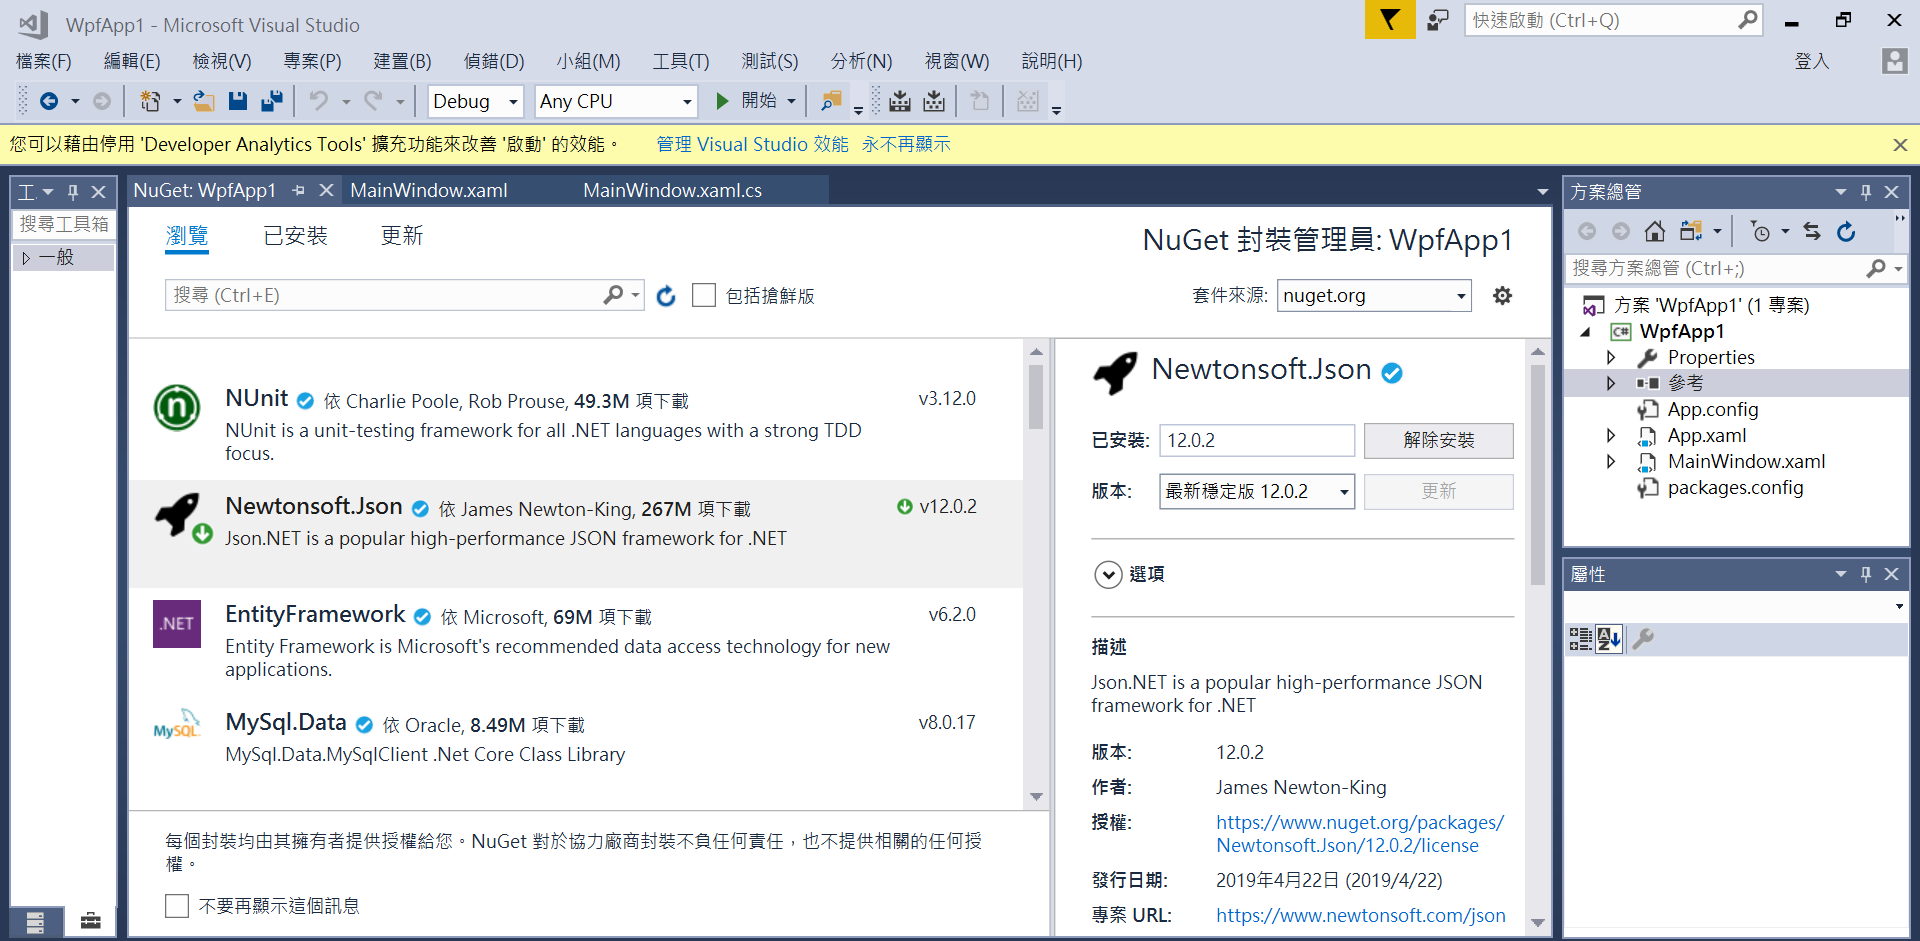 WpfApp1 - Microsoft Visual Studio
快速啟動 (Ctrl+Q)
檔案(F) 編輯(E) 檢視(V) 專案(P) 建置(B) 偵錯(D) 小組(M) 工具(T) 測試(S) 分析(N) 視窗(W) 說明(H)
登入
Debug Any CPU 開始
您可以藉由停用 'Developer Analytics Tools' 擴充功能來改善 '啟動' 的效能。 管理 Visual Studio 效能 永不再顯示
工.
搜尋工具箱
一般
NuGet: WpfApp1 MainWindow.xaml MainWindow.xaml.cs
瀏覽 已安裝 更新
NuGet 封裝管理員: WpfApp1
搜尋 (Ctrl+E)
包括搶鮮版
套件來源: nuget.org
NUnit 依 Charlie Poole, Rob Prouse, 49.3M 項下載 v3.12.0
NUnit is a unit-testing framework for all .NET languages with a strong TDD
focus.
Newtonsoft.Json 依 James Newton-King, 267M 項下載 v12.0.2
Json.NET is a popular high-performance JSON framework for .NET
.NET
EntityFramework 依 Microsoft, 69M 項下載 v6.2.0
Entity Framework is Microsoft's recommended data access technology for new
applications.
MySQL
MySql.Data 依 Oracle, 8.49M 項下載 v8.0.17
MySql.Data.MySqlClient .Net Core Class Library
每個封裝均由其擁有者提供授權給您。NuGet 對於協力廠商封裝不負任何責任，也不提供相關的任何授
權。
不要再顯示這個訊息
Newtonsoft.Json
已安裝: 12.0.2 解除安裝
版本: 最新穩定版 12.0.2 更新
選項
描述
Json.NET is a popular high-performance JSON
framework for .NET
版本: 12.0.2
作者: James Newton-King
授權: https://www.nuget.org/packages/
Newtonsoft.Json/12.0.2/license
發行日期: 2019年4月22日 (2019/4/22)
專案 URL: https://www.newtonsoft.com/json
方案總管
搜尋方案總管 (Ctrl+;)
方案 'WpfApp1' (1 專案)
C# WpfApp1
Properties
參考
App.config
App.xaml
MainWindow.xaml
packages.config
屬性